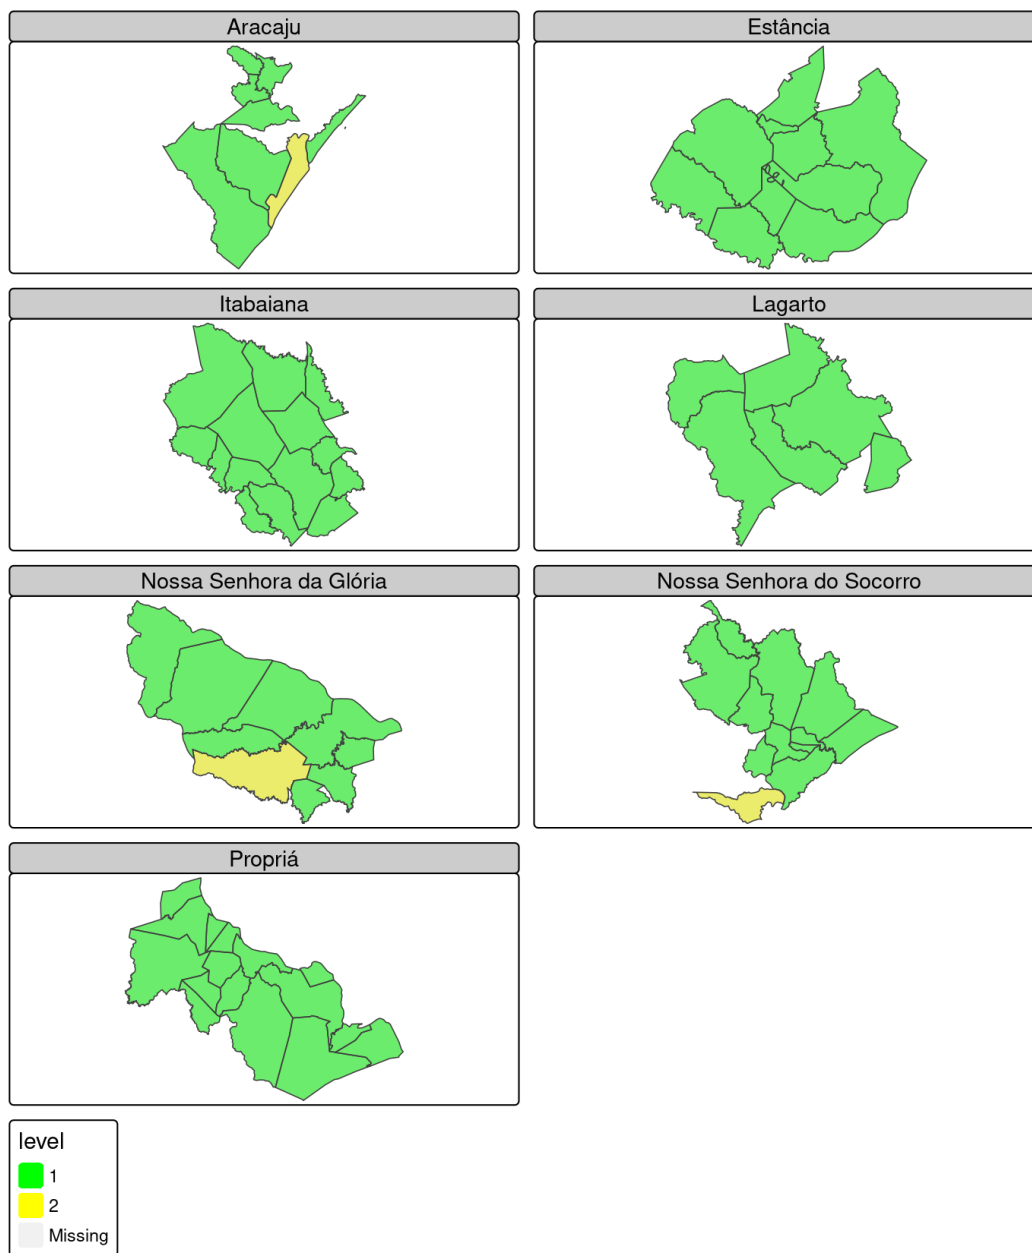 Aracaju
Estância
Itabaiana
Lagarto
Nossa Senhora da Glória
Nossa Senhora do Socorro
Propriá
level
1
2
Missing